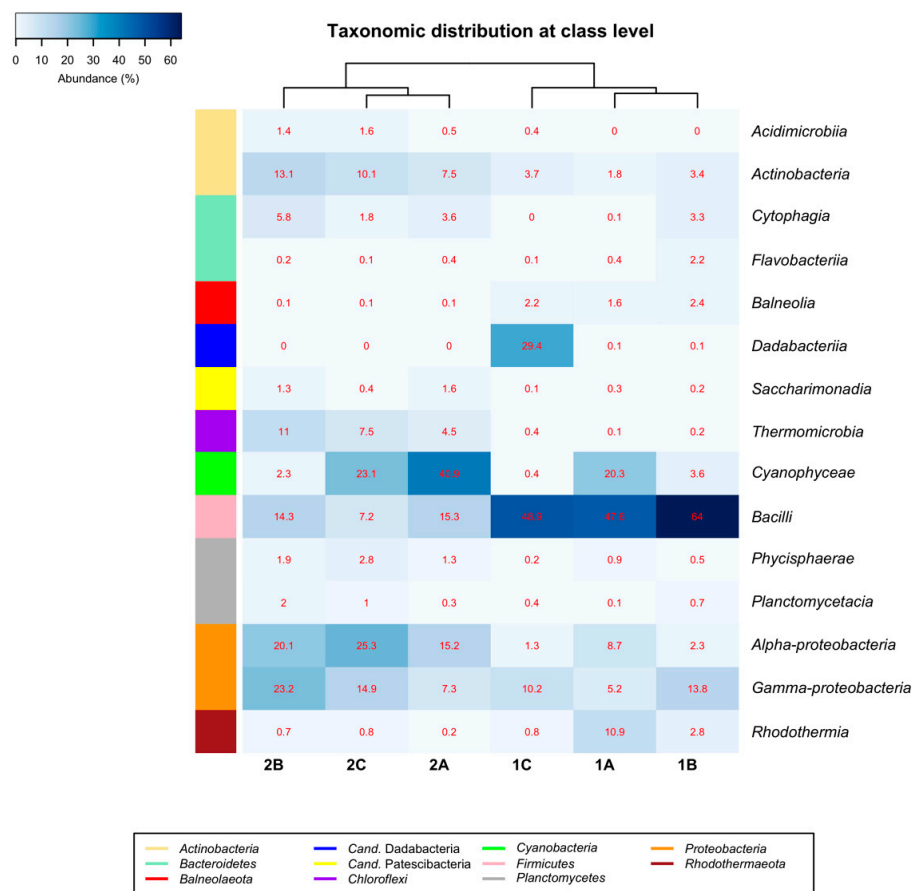 Taxonomic distribution at class level
0 10 20 30 40 50 60
Abundance (%)
1.4 1.6 0.5 0.4 0 0 Acidimicrobiia
13.1 10.1 7.5 3.7 1.8 3.4 Actinobacteria
5.8 1.8 3.6 0 0.1 3.3 Cytophagia
0.2 0.1 0.4 0.1 0.4 2.2 Flavobacteriia
0.1 0.1 0.1 2.2 1.6 2.4 Balneolia
0 0 0 29.4 0.1 0.1 Dadabacteriia
1.3 0.4 1.6 0.1 0.3 0.2 Saccharimonadia
11 7.5 4.5 0.4 0.1 0.2 Thermomicrobia
2.3 23.1 0.4 20.3 3.6 Cyanophyceae
14.3 7.2 15.3 48.9 47.6 64 Bacilli
1.9 2.8 1.3 0.2 0.9 0.5 Phycisphaerae
2 1 0.3 0.4 0.1 0.7 Planctomycetacia
20.1 25.3 15.2 1.3 8.7 2.3 Alpha-proteobacteria
23.2 14.9 7.3 10.2 5.2 13.8 Gamma-proteobacteria
0.7 0.8 0.2 0.8 10.9 2.8 Rhodothermia
2B 2C 2A 1C 1A 1B
Actinobacteria Cand. Dadabacteria Cyanobacteria Proteobacteria
Bacteroidetes Cand. Patescibacteria Firmicutes Rhodothermaeota
Balneolaeota Chloroflexi Planctomycetes